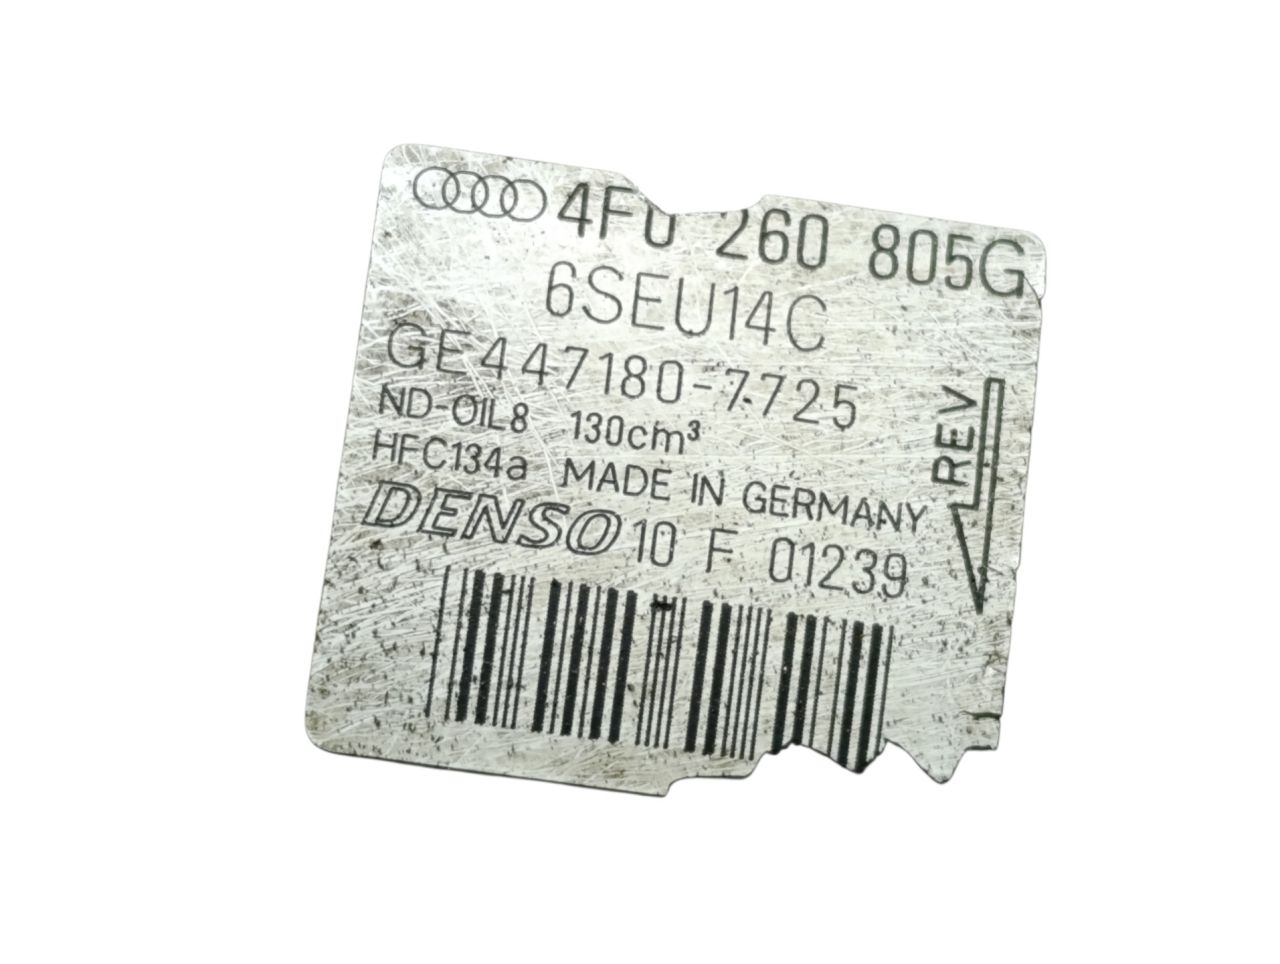 4F0 260 805G
6SEU14C
GE447180-7725
ND-OIL8 130cm³
HFC134a MADE IN GERMANY
DENSO 10 F 01239
REV